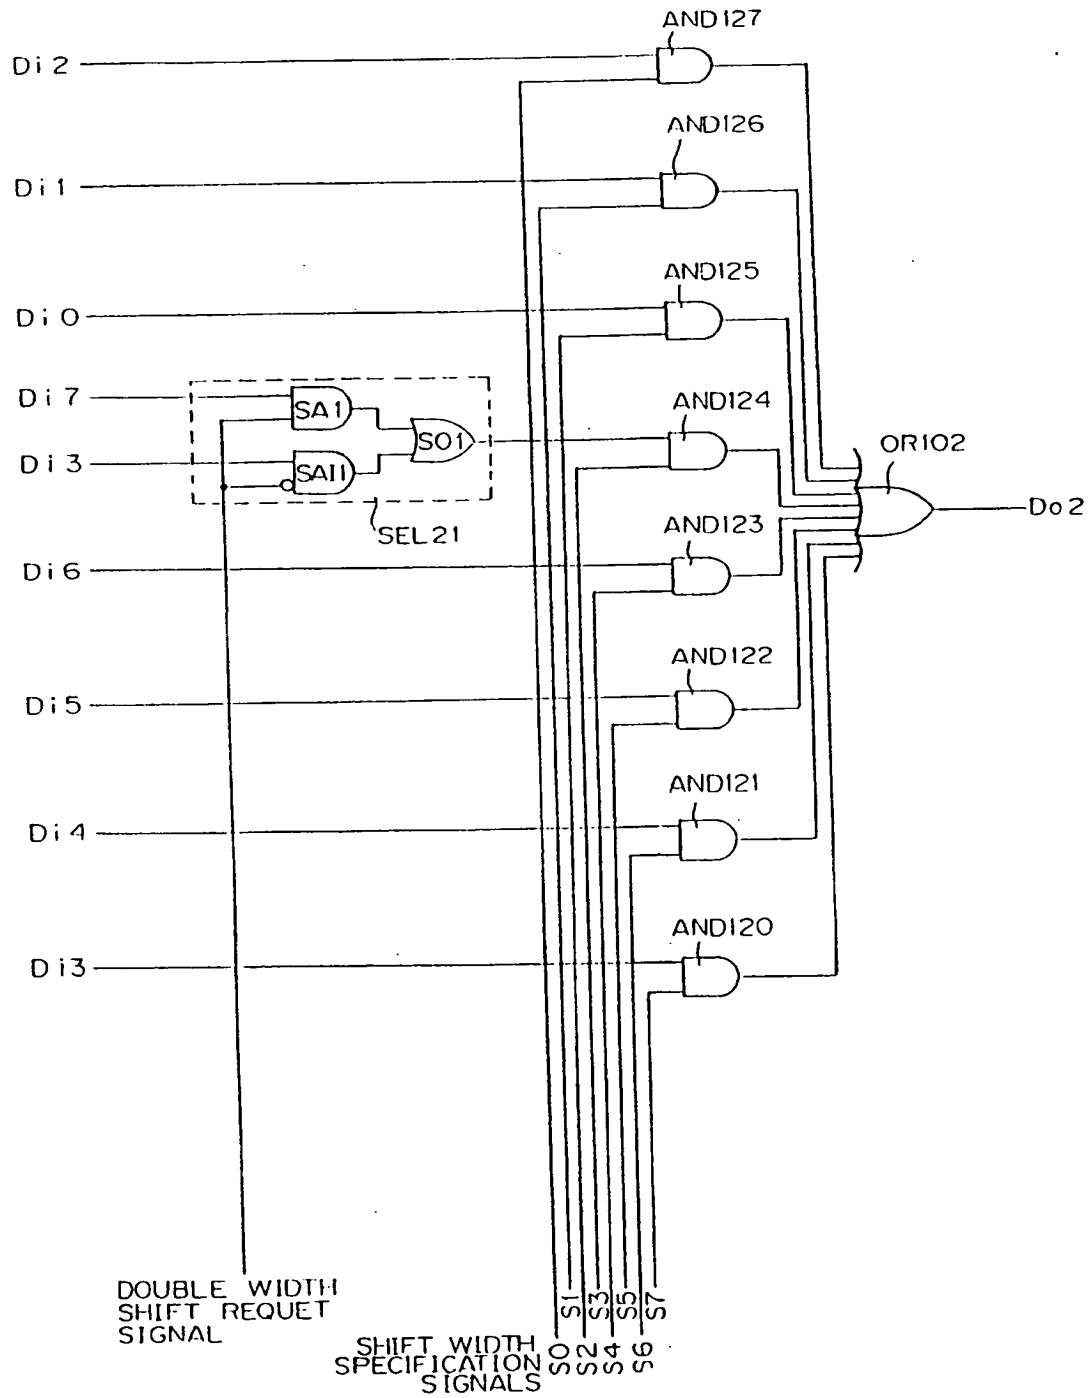 AND127
Di2
AND126
Di1
AND125
Di0
Di7
SA1
AND124
SO1
OR102
Di3
SAI1
Do2
SEL21
AND123
Di6
AND122
Di5
AND121
Di4
AND120
Di3
DOUBLE WIDTH
SHIFT REQUET
SIGNAL
SHIFT WIDTH
SPECIFICATION
SIGNALS
S0
S1
S2
S3
S4
S5
S6
S7